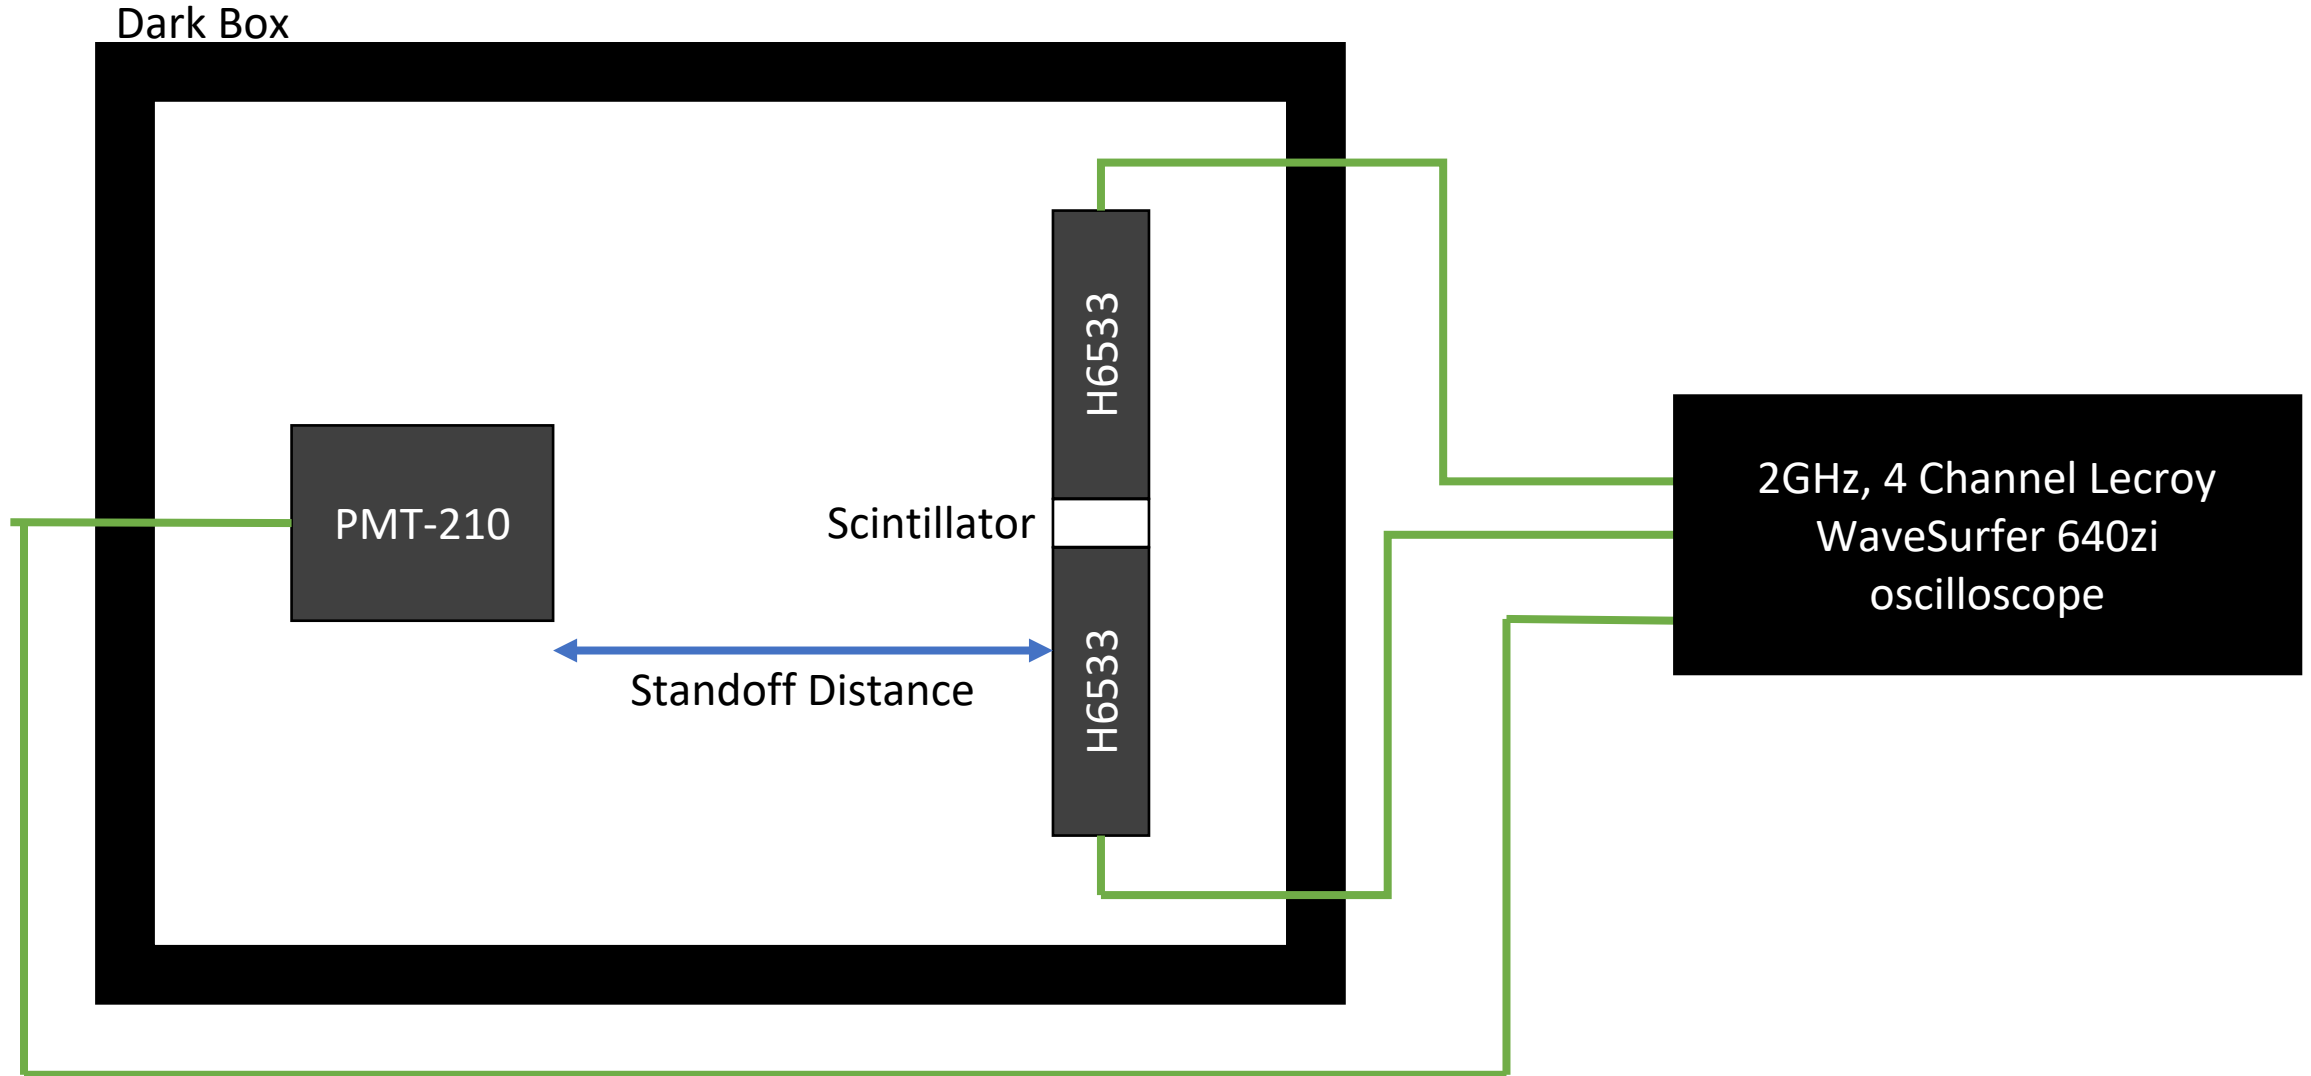 Dark Box
H6533
PMT-210
Scintillator
Standoff Distance
H6533
2GHz, 4 Channel Lecroy
WaveSurfer 640zi
oscilloscope